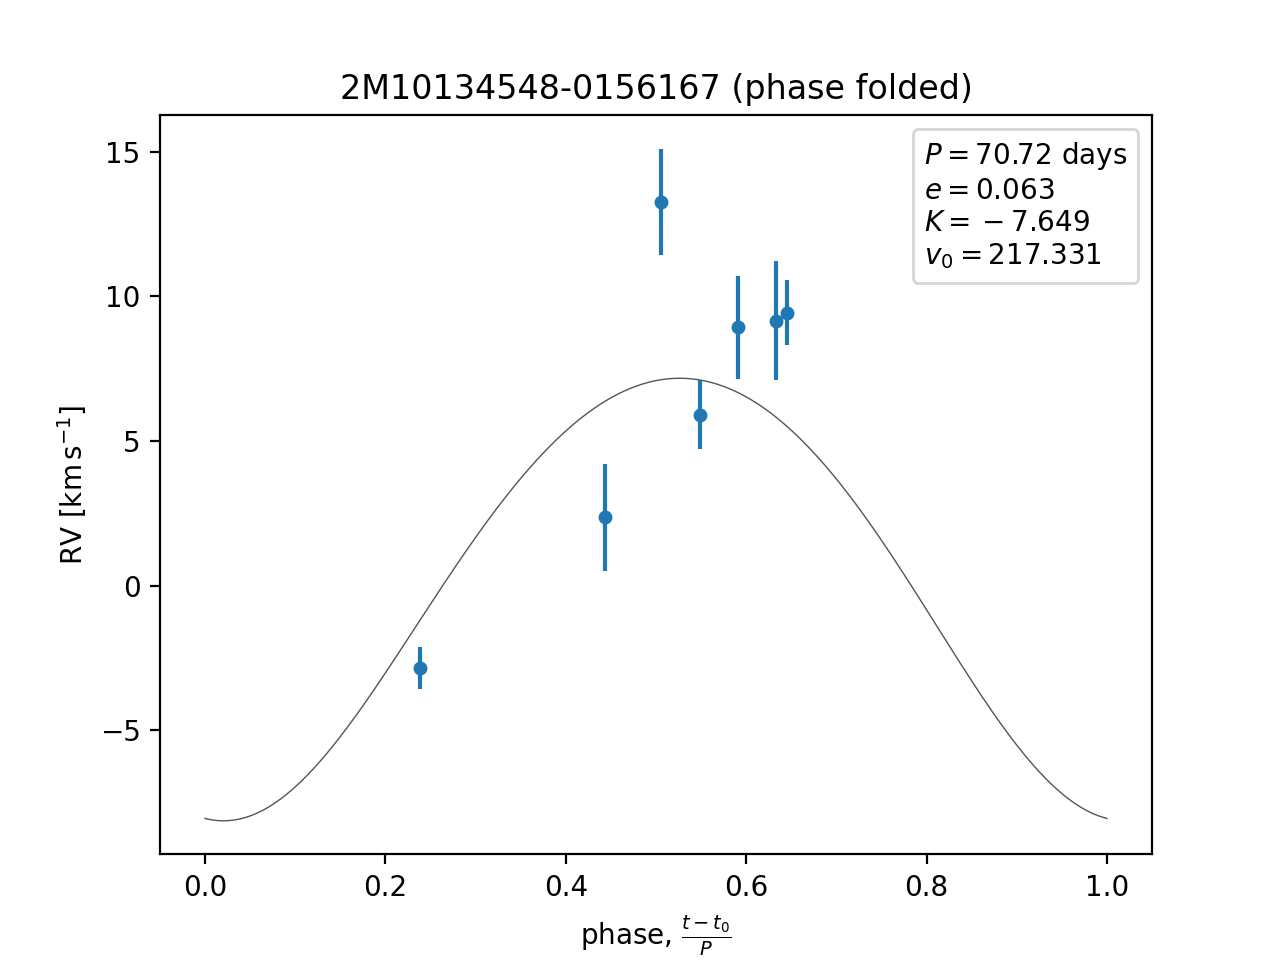 2M10134548-0156167 (phase folded)
P = 70.72 days
e = 0.063
K = −7.649
v₀ = 217.331
15
10
5
0
−5
RV [km s⁻¹]
0.0 0.2 0.4 0.6 0.8 1.0
phase, (t − t₀)/P